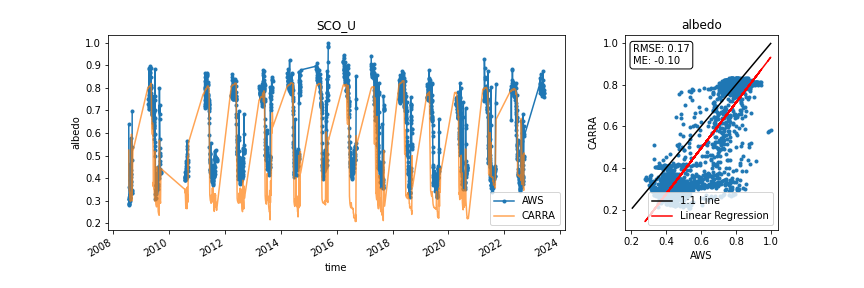 SCO_U
albedo
1.0
0.9
0.8
0.7
0.6
0.5
0.4
0.3
0.2
albedo
2008
2010
2012
2014
2016
2018
2020
2022
2024
time
AWS
CARRA
albedo
RMSE: 0.17
ME: -0.10
1.0
0.8
0.6
0.4
0.2
CARRA
1:1 Line
Linear Regression
0.2
0.4
0.6
0.8
1.0
AWS